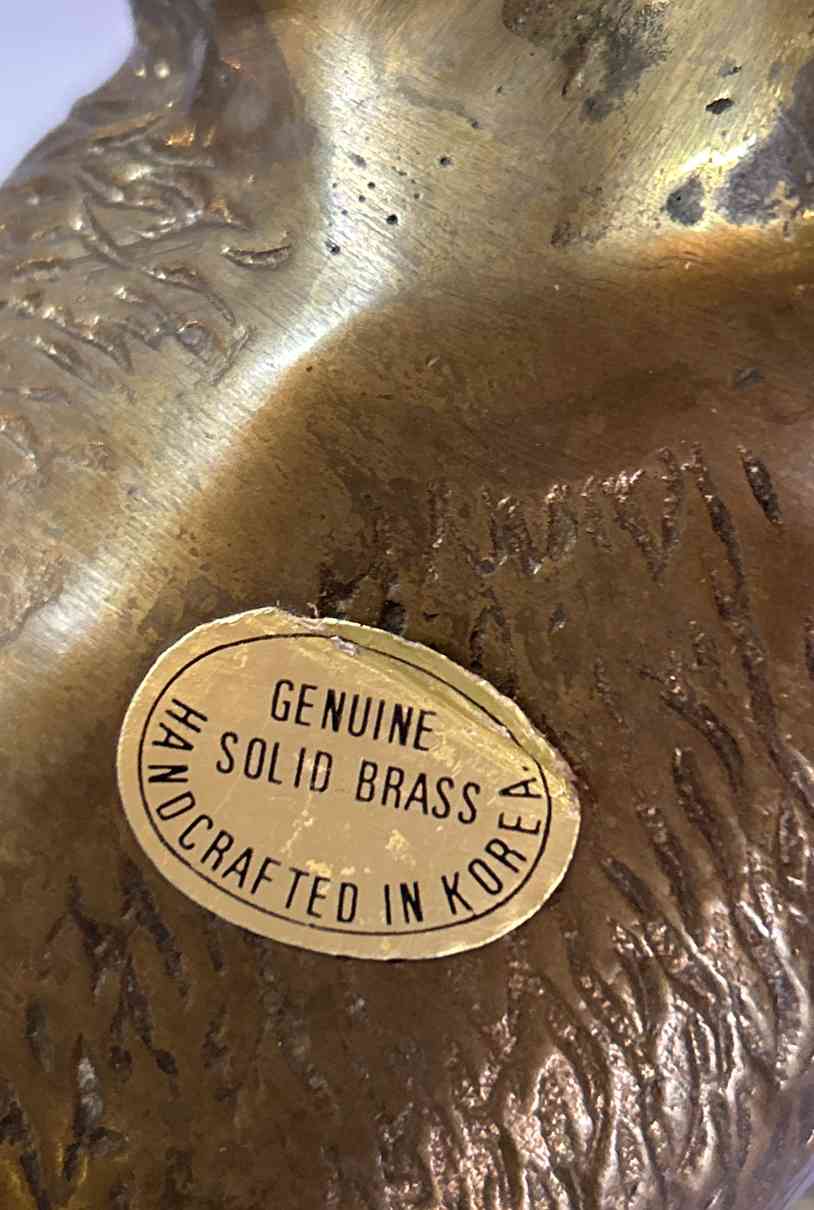 GENUINE
SOLID BRASS
HANDCRAFTED IN KOREA.